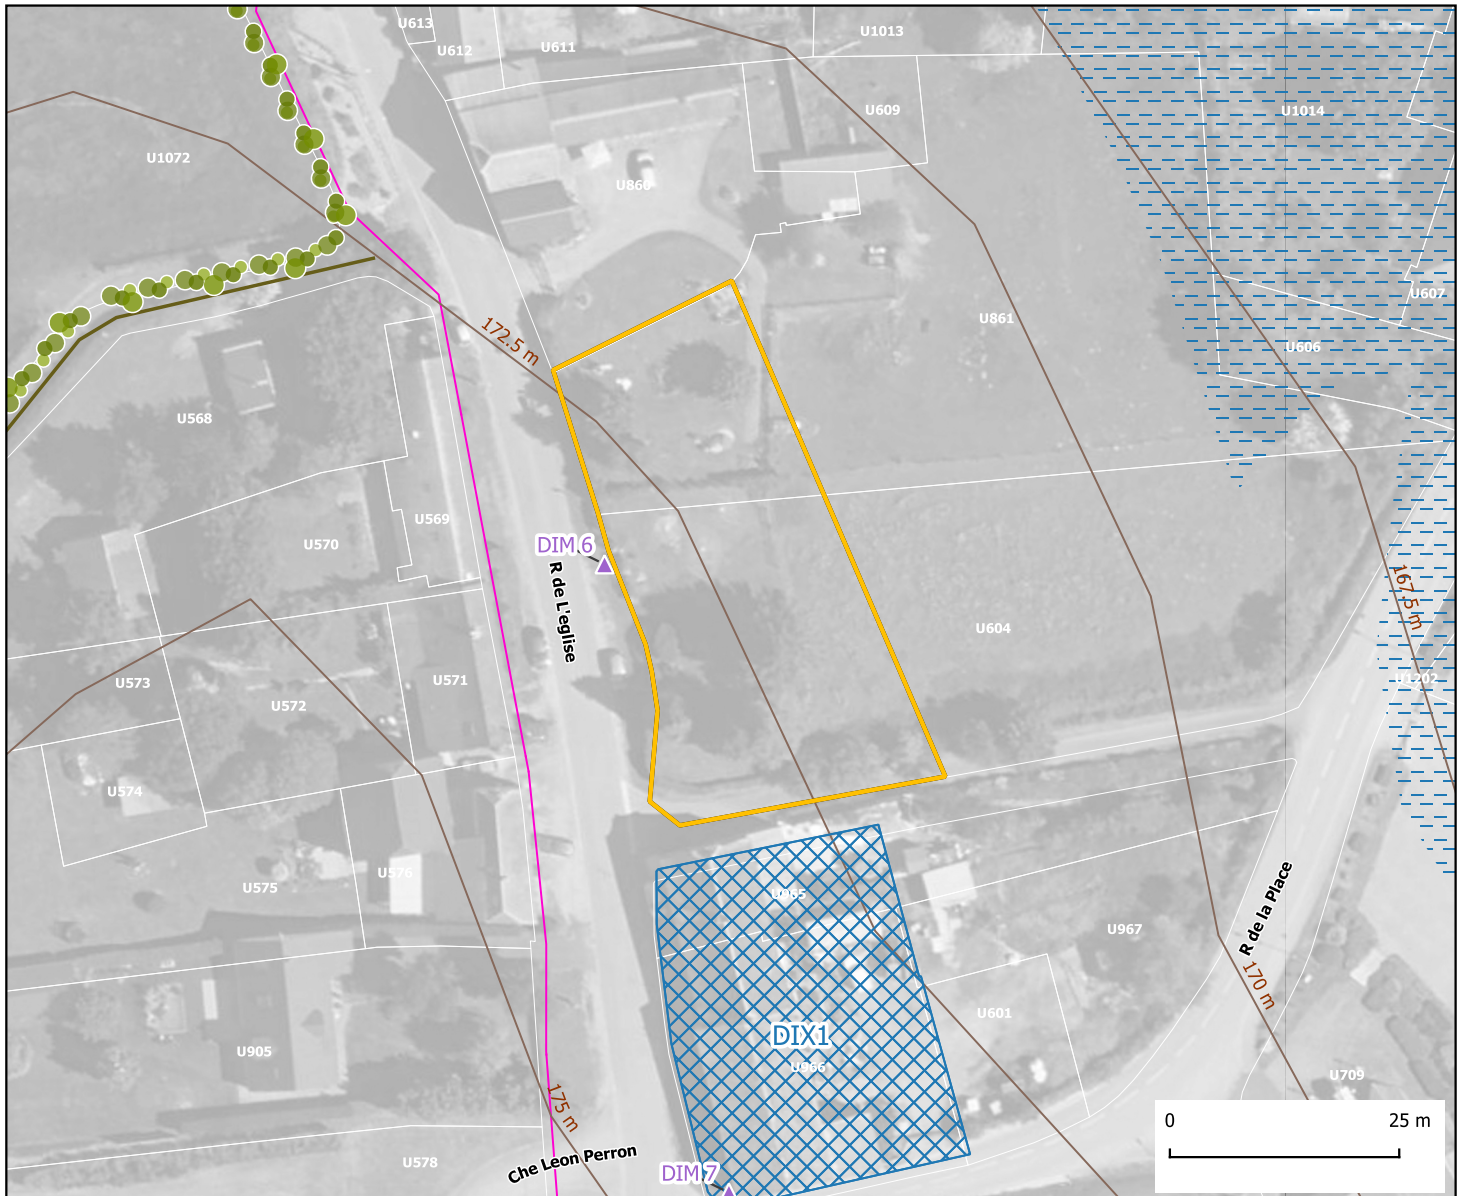 U613
U612
U611
U1013
U609
U1014
U1072
U860
U607
U861
172.5 m
U606
U568
U569
U570
DIM 6
R de L'eglise
167.5 m
U604
U573
U571
U1202
U572
U574
U576
U575
U965
R de la Place
U967
170 m
U601
DIX1
U905
U966
U709
175 m
0 25 m
Che Leon Perron
U578
DIM 7